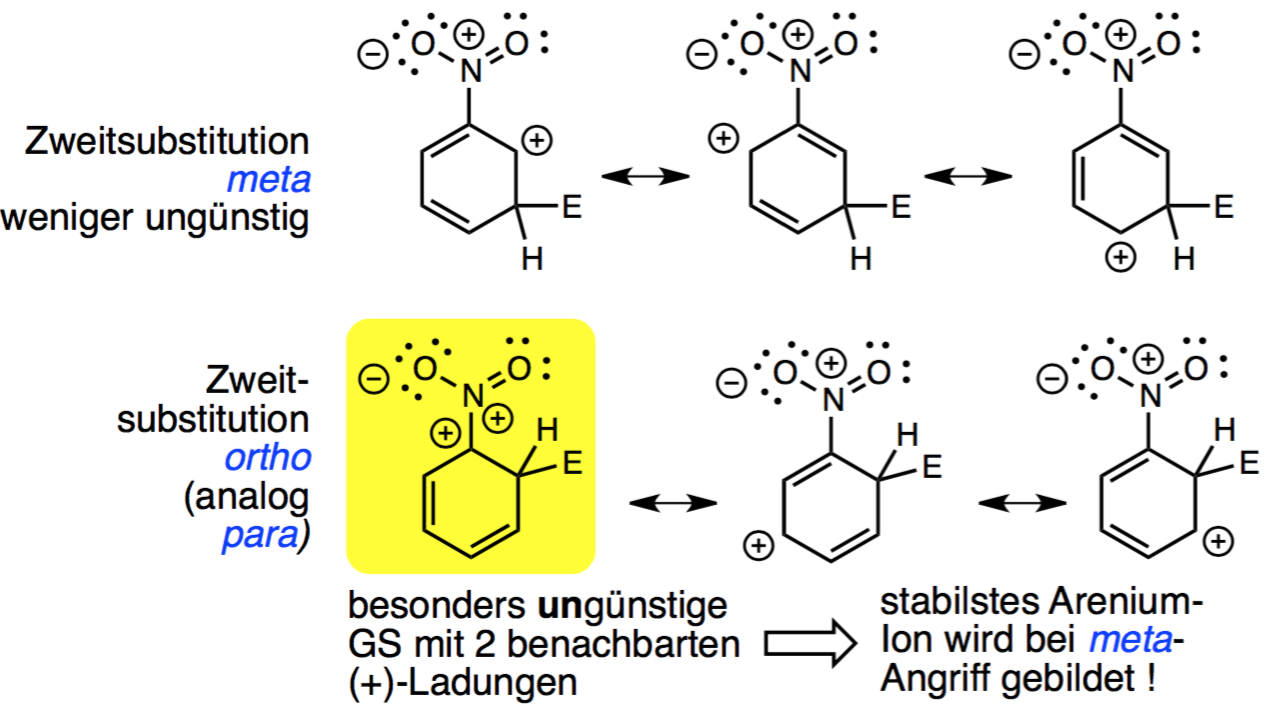 ⊖ O ⊕ O
N
⊖ O ⊕ O
N
⊖ O ⊕ O
N
Zweitsubstitution
meta
weniger ungünstig
⊕
E
H
⊕
E
H
E
⊕ H
Zweit-
substitution
ortho
(analog
para)
⊖ O O
N
⊕ ⊕ H
E
⊖ O ⊕ O
N
H
E
⊕
⊖ O ⊕ O
N
H
E
⊕
besonders ungünstige
GS mit 2 benachbarten
(+)-Ladungen
stabilstes Arenium-
Ion wird bei meta-
Angriff gebildet !